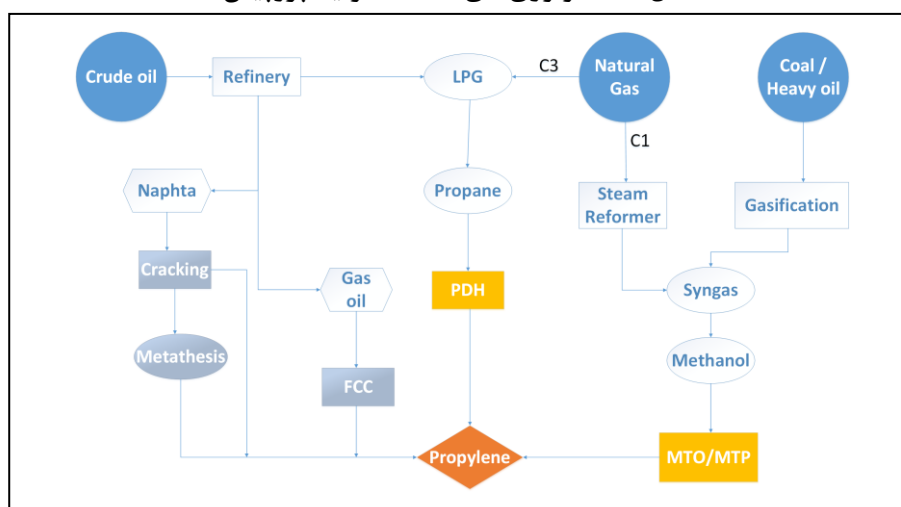 Crude oil
Refinery
LPG
C3
Natural
Gas
Coal /
Heavy oil
C1
Naphta
Propane
Steam
Reformer
Gasification
Cracking
Gas
oil
PDH
Syngas
Metathesis
FCC
Methanol
Propylene
MTO/MTP